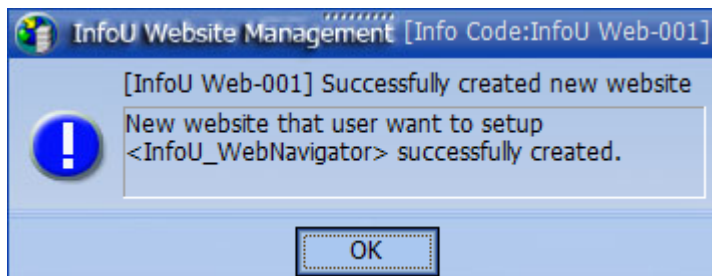 InfoU Website Management [Info Code:InfoU Web-001]
[InfoU Web-001] Successfully created new website
New website that user want to setup
<InfoU_WebNavigator> successfully created.
OK